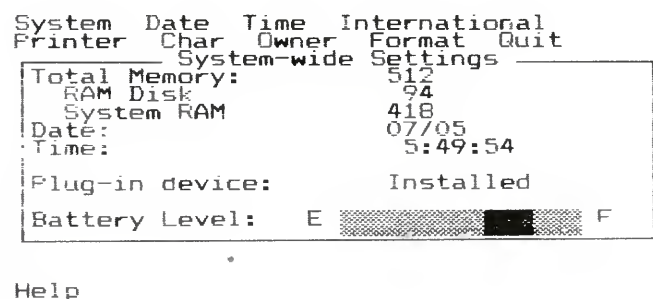 System Date Time International
Printer Char Owner Format Quit
System-wide Settings
Total Memory: 512
RAM Disk 94
System RAM 418
Date: 07/05
Time: 5:49:54
Plug-in device: Installed
Battery Level: E F
Help